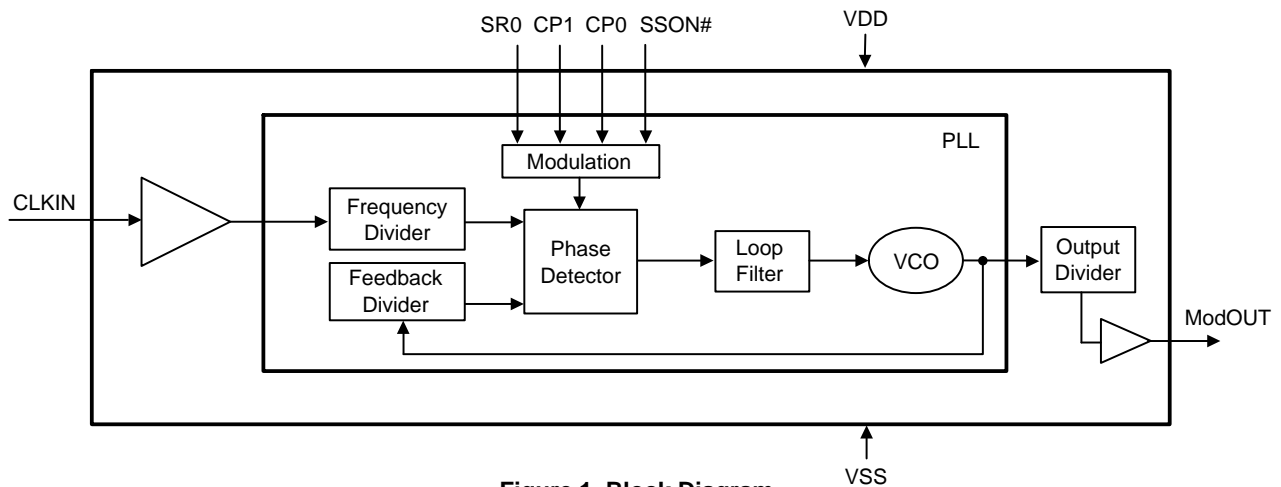 SR0 CP1 CP0 SSON#
VDD
PLL
Modulation
CLKIN
Frequency
Divider
Phase
Detector
Loop
Filter
VCO
Output
Divider
Feedback
Divider
ModOUT
VSS
Figure 1. Block Diagram